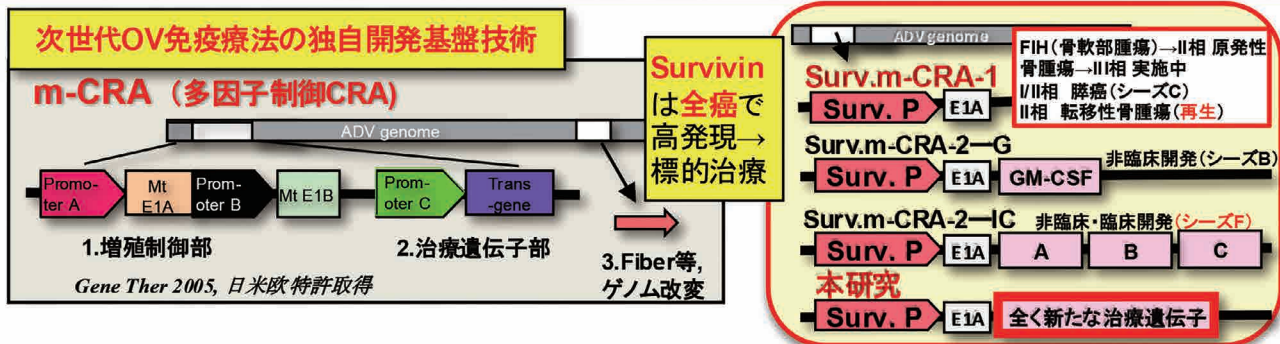 次世代OV免疫療法の独自開発基盤技術
m-CRA（多因子制御CRA)
ADV genome
Promo-
ter A
Mt
E1A
Prom-
oter B
Mt E1B
Prom-
oter C
Trans
-gene
1.増殖制御部
2.治療遺伝子部
3.Fiber等,
ゲノム改変
Gene Ther 2005, 日米欧特許取得
Survivin
は全癌で
高発現→
標的治療
ADV genome
FIH（骨軟部腫瘍）→II相 原発性
骨腫瘍→III相 実施中
I/II相 膵癌（シーズC）
II相 転移性骨腫瘍（再生）
Surv.m-CRA-1
Surv. P
E1A
Surv.m-CRA-2—G
非臨床開発（シーズB）
Surv. P
E1A
GM-CSF
Surv.m-CRA-2—IC
非臨床・臨床開発（シーズF）
Surv. P
E1A
A
B
C
本研究
Surv. P
E1A
全く新たな治療遺伝子